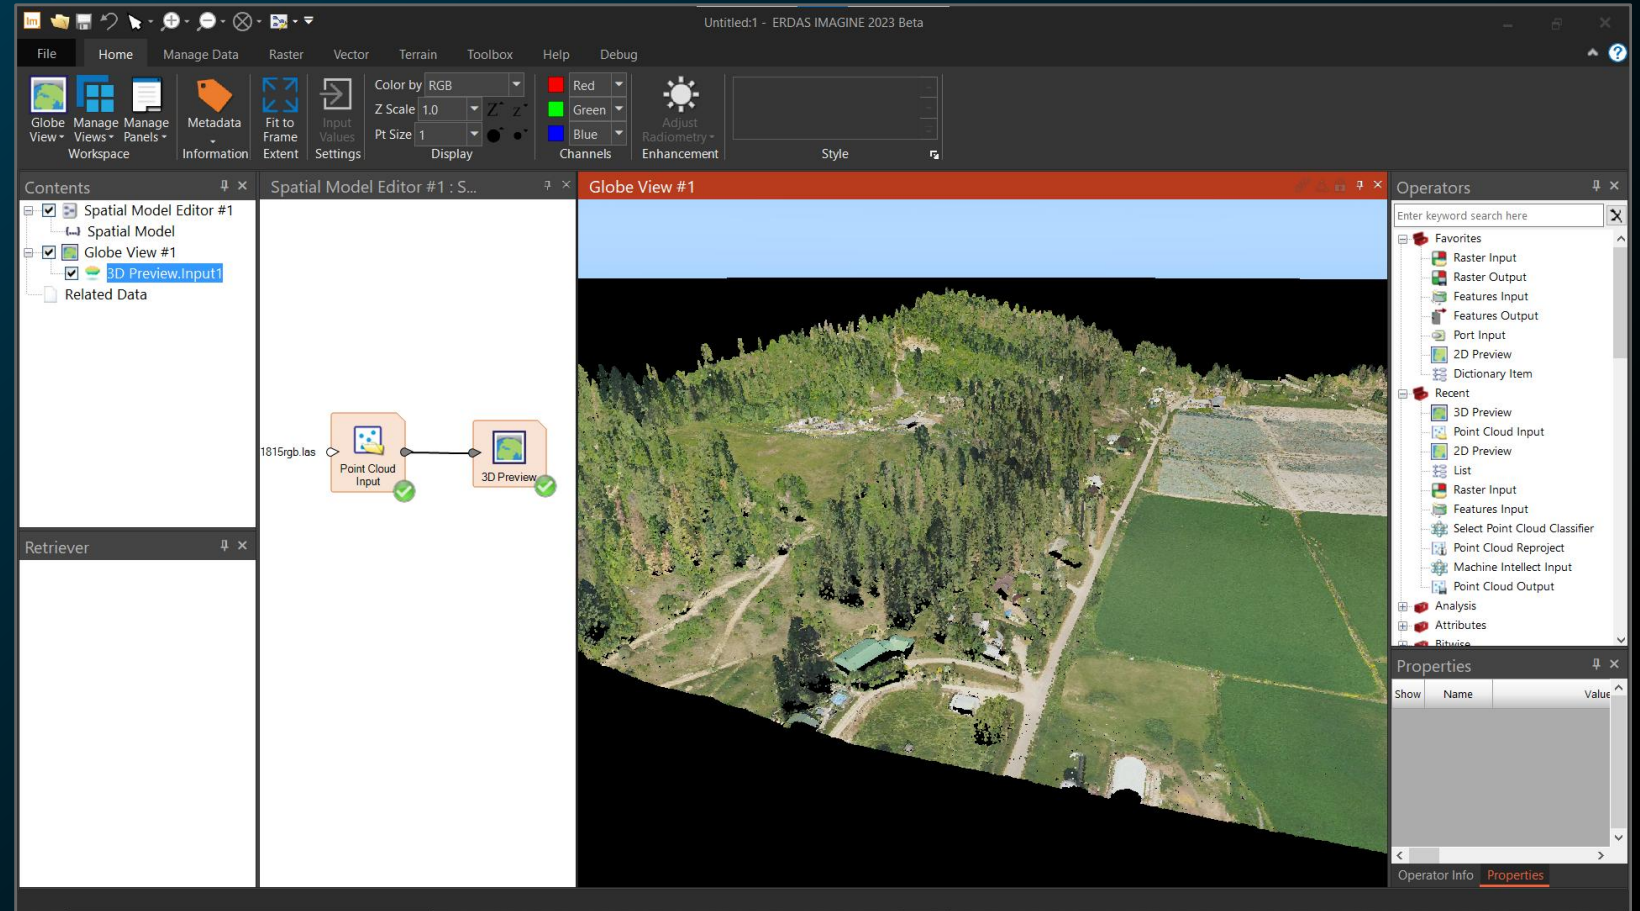 Untitled:1 - ERDAS IMAGINE 2023 Beta
File Home Manage Data Raster Vector Terrain Toolbox Help Debug
Globe View
Manage Views
Manage Panels
Workspace
Metadata
Information
Fit to Frame
Extent
Input Values
Settings
Color by RGB
Z Scale 1.0
Pt Size 1
Display
Red
Green
Blue
Channels
Adjust Radiometry
Enhancement
Style
Contents
Spatial Model Editor #1
Spatial Model
Globe View #1
3D Preview.Input1
Related Data
Retriever
Spatial Model Editor #1 : S...
1815rgb.las
Point Cloud
Input
3D Preview
Globe View #1
Operators
Enter keyword search here
Favorites
Raster Input
Raster Output
Features Input
Features Output
Port Input
2D Preview
Dictionary Item
Recent
3D Preview
Point Cloud Input
2D Preview
List
Raster Input
Features Input
Select Point Cloud Classifier
Point Cloud Reproject
Machine Intellect Input
Point Cloud Output
Analysis
Attributes
Bitwise
Properties
Show Name Value
Operator Info Properties